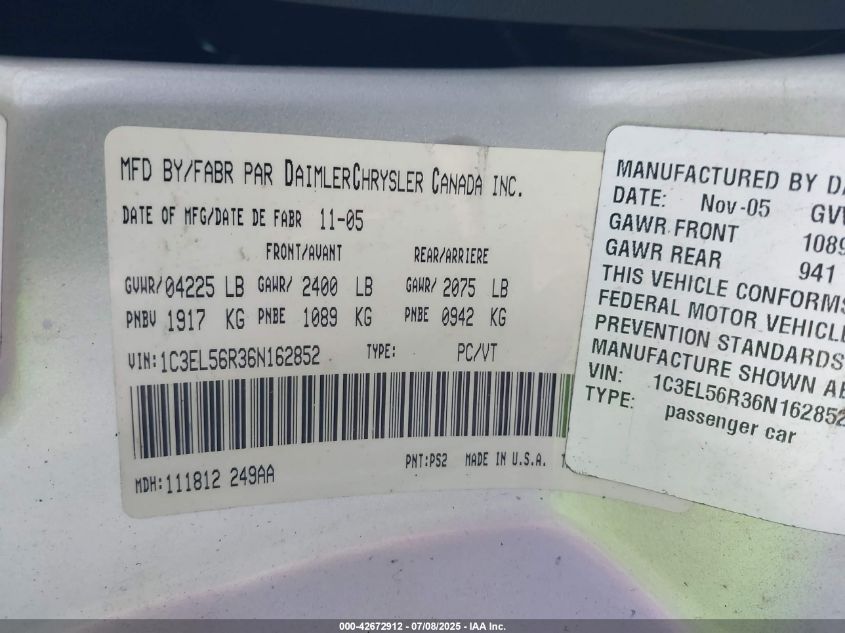 MFD BY/FABR PAR DAIMLERCHRYSLER CANADA INC.
DATE OF MFG/DATE DE FABR 11-05
FRONT/AVANT REAR/ARRIERE
GVWR/04225 LB GAWR/ 2400 LB GAWR/ 2075 LB
PNBV 1917 KG PNBE 1089 KG PNBE 0942 KG
VIN:1C3EL56R36N162852 TYPE: PC/VT
MDH:111812 249AA PNT:PS2 MADE IN U.S.A.
MANUFACTURED BY
DATE: Nov-05
GAWR FRONT 1089
GAWR REAR 941
THIS VEHICLE CONFORMS
FEDERAL MOTOR VEHICLE
PREVENTION STANDARDS
MANUFACTURE SHOWN
VIN: 1C3EL56R36N162852
TYPE: passenger car
000-42672912 - 07/08/2025 - IAA Inc.